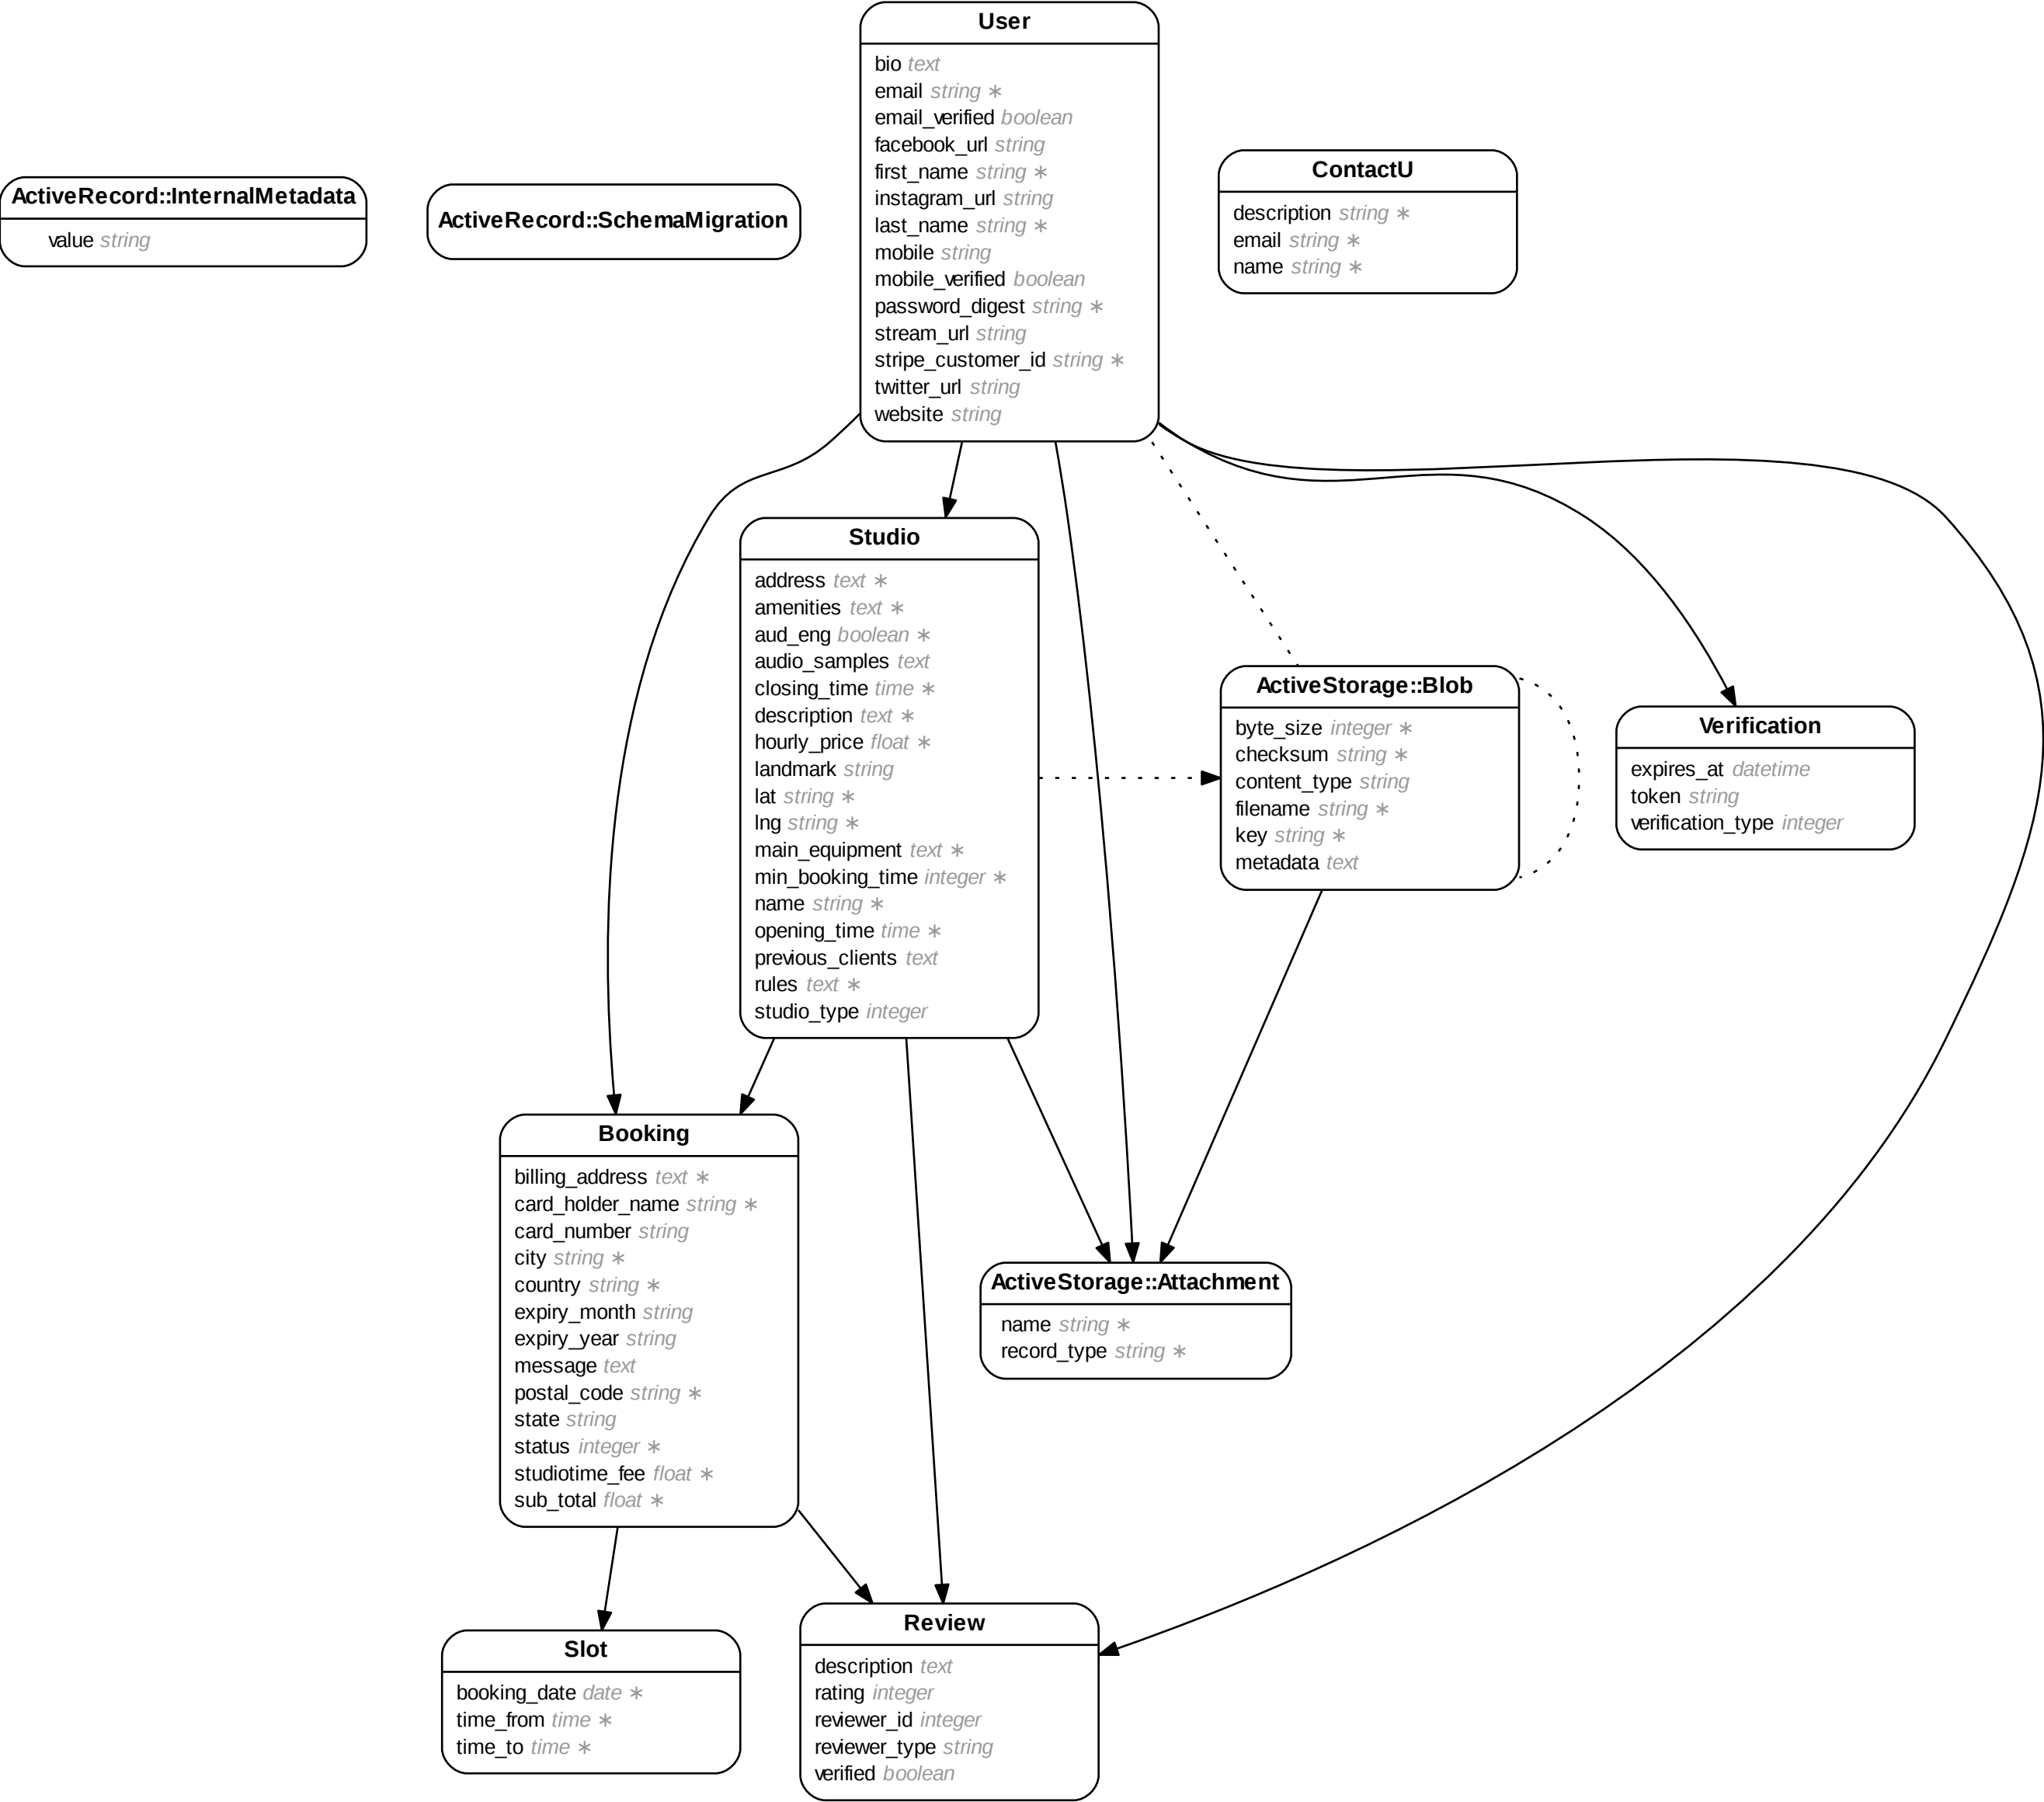 User
bio text
email string ∗
email_verified boolean
facebook_url string
first_name string ∗
instagram_url string
last_name string ∗
mobile string
mobile_verified boolean
password_digest string ∗
stream_url string
stripe_customer_id string ∗
twitter_url string
website string
ActiveRecord::InternalMetadata
value string
ActiveRecord::SchemaMigration
ContactU
description string ∗
email string ∗
name string ∗
Studio
address text ∗
amenities text ∗
aud_eng boolean ∗
audio_samples text
closing_time time ∗
description text ∗
hourly_price float ∗
landmark string
lat string ∗
lng string ∗
main_equipment text ∗
min_booking_time integer ∗
name string ∗
opening_time time ∗
previous_clients text
rules text ∗
studio_type integer
ActiveStorage::Blob
byte_size integer ∗
checksum string ∗
content_type string
filename string ∗
key string ∗
metadata text
Verification
expires_at datetime
token string
verification_type integer
Booking
billing_address text ∗
card_holder_name string ∗
card_number string
city string ∗
country string ∗
expiry_month string
expiry_year string
message text
postal_code string ∗
state string
status integer ∗
studiotime_fee float ∗
sub_total float ∗
ActiveStorage::Attachment
name string ∗
record_type string ∗
Slot
booking_date date ∗
time_from time ∗
time_to time ∗
Review
description text
rating integer
reviewer_id integer
reviewer_type string
verified boolean